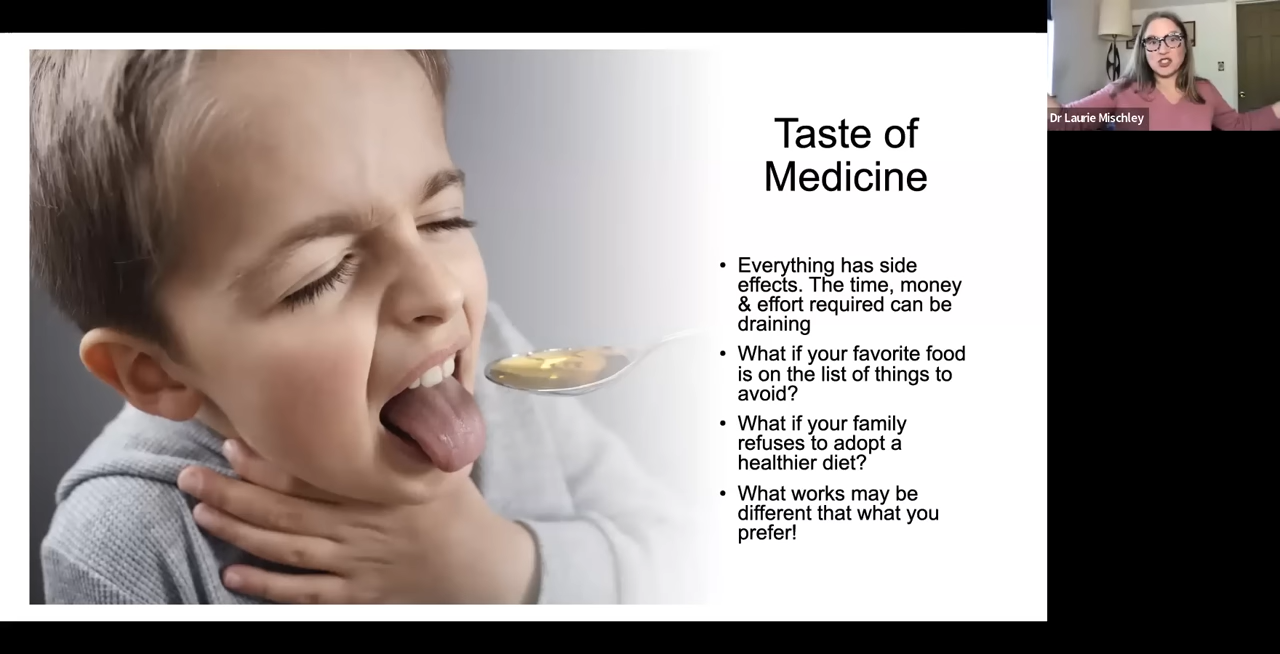 Dr Laurie Mischley
Taste of
Medicine
• Everything has side
effects. The time, money
& effort required can be
draining
• What if your favorite food
is on the list of things to
avoid?
• What if your family
refuses to adopt a
healthier diet?
• What works may be
different that what you
prefer!